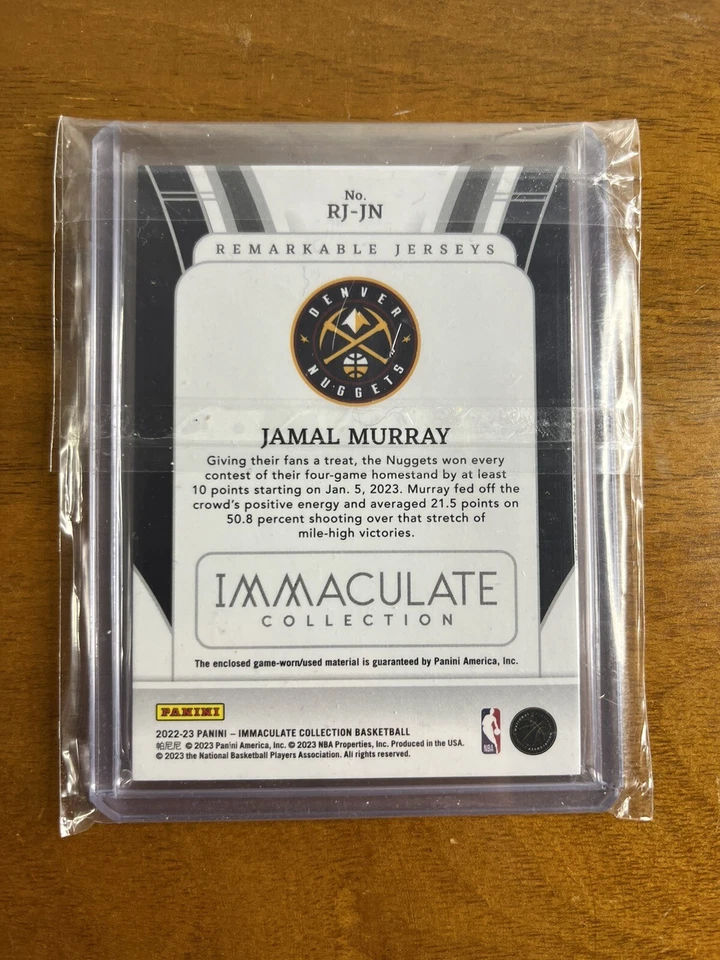 No.
RJ-JN
REMARKABLE JERSEYS
DENVER
NUGGETS
JAMAL MURRAY
Giving their fans a treat, the Nuggets won every
contest of their four-game homestand by at least
10 points starting on Jan. 5, 2023. Murray fed off the
crowd's positive energy and averaged 21.5 points on
50.8 percent shooting over that stretch of
mile-high victories.
IMMACULATE
COLLECTION
The enclosed game-worn/used material is guaranteed by Panini America, Inc.
PANINI
2022-23 PANINI – IMMACULATE COLLECTION BASKETBALL
帕尼尼 © 2023 Panini America, Inc. © 2023 NBA Properties, Inc. Produced in the USA.
© 2023 the National Basketball Players Association. All rights reserved.
NBA